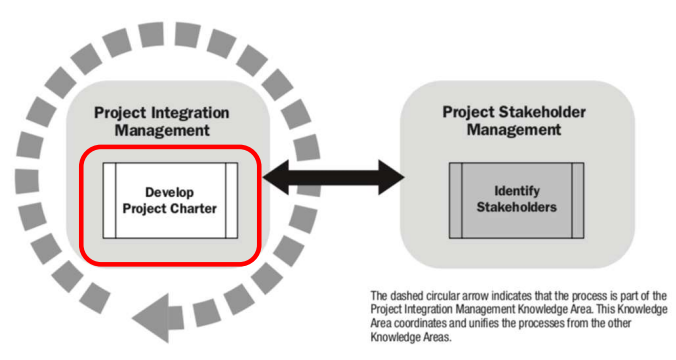 Project Integration
Management
Develop
Project Charter
Project Stakeholder
Management
Identify
Stakeholders
The dashed circular arrow indicates that the process is part of the
Project Integration Management Knowledge Area. This Knowledge
Area coordinates and unifies the processes from the other
Knowledge Areas.